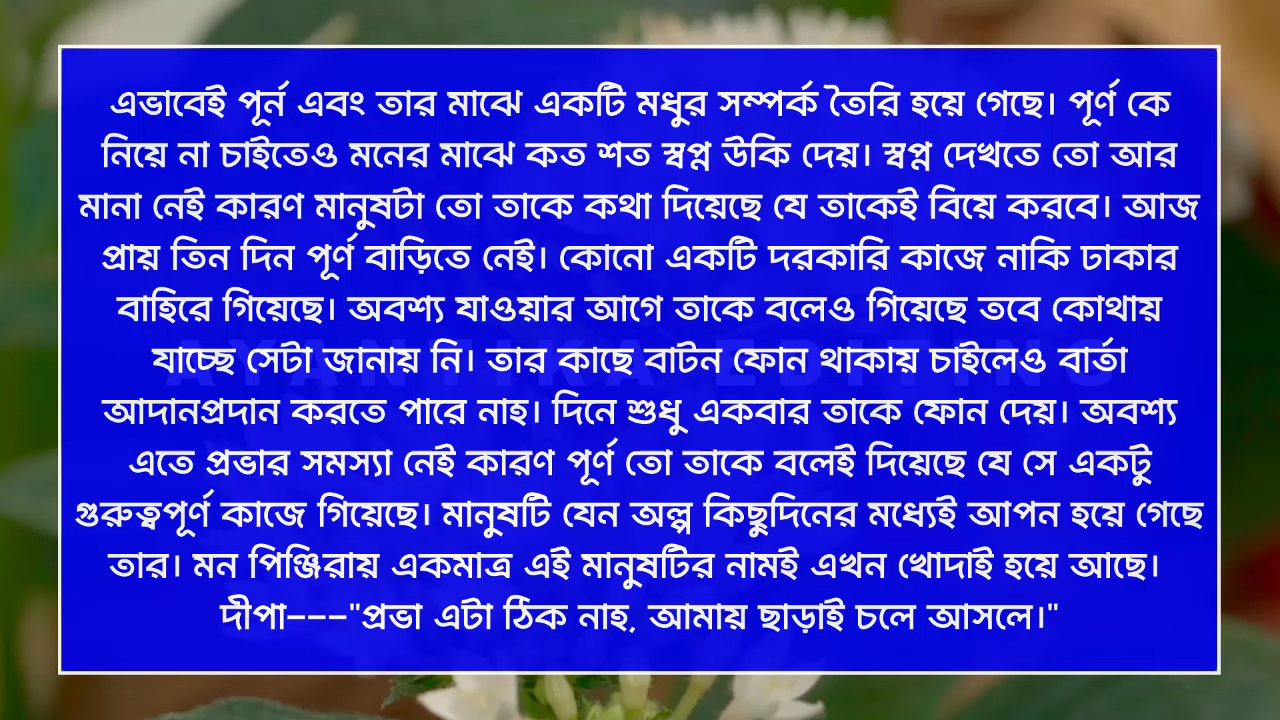 এভাবেই পূর্ন এবং তার মাঝে একটি মধুর সম্পর্ক তৈরি হয়ে গেছে। পূর্ণ কে
নিয়ে না চাইতেও মনের মাঝে কত শত স্বপ্ন উকি দেয়। স্বপ্ন দেখতে তো আর
মানা নেই কারণ মানুষটা তো তাকে কথা দিয়েছে যে তাকেই বিয়ে করবে। আজ
প্রায় তিন দিন পূর্ণ বাড়িতে নেই। কোনো একটি দরকারি কাজে নাকি ঢাকার
বাহিরে গিয়েছে। অবশ্য যাওয়ার আগে তাকে বলেও গিয়েছে তবে কোথায়
যাচ্ছে সেটা জানায় নি। তার কাছে বাটন ফোন থাকায় চাইলেও বার্তা
AYANTIKA EDITING
আদানপ্রদান করতে পারে নাহ। দিনে শুধু একবার তাকে ফোন দেয়। অবশ্য
এতে প্রভার সমস্যা নেই কারণ পূর্ণ তো তাকে বলেই দিয়েছে যে সে একটু
গুরুত্বপূর্ণ কাজে গিয়েছে। মানুষটি যেন অল্প কিছুদিনের মধ্যেই আপন হয়ে গেছে
তার। মন পিঞ্জিরায় একমাত্র এই মানুষটির নামই এখন খোদাই হয়ে আছে।
দীপা---"প্রভা এটা ঠিক নাহ, আমায় ছাড়াই চলে আসলে।"